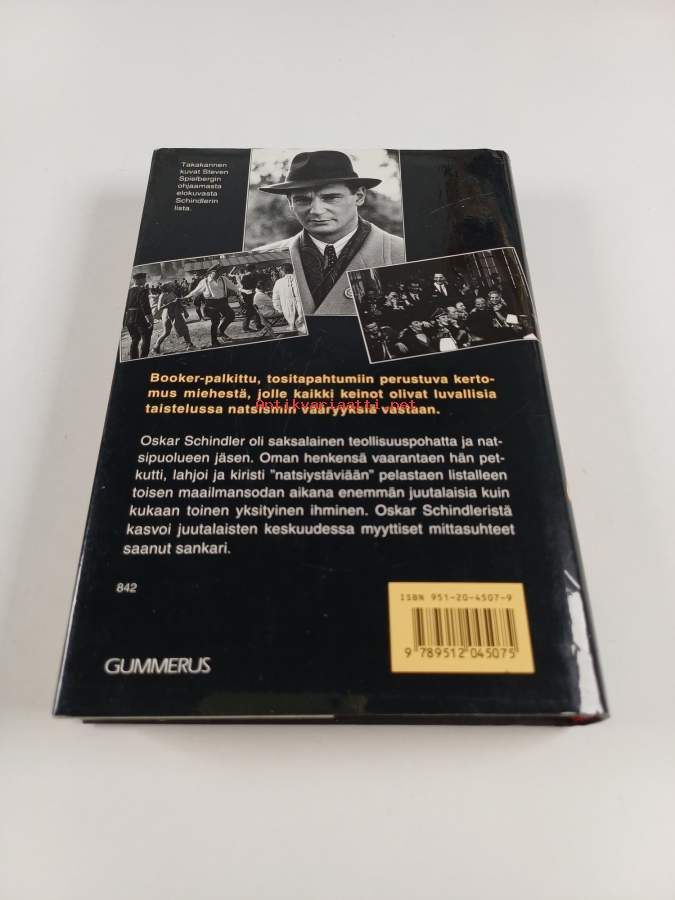 Takakannen
kuvat Steven
Spielbergin
ohjaamasta
elokuvasta
Schindlerin
lista.
Booker-palkittu, tositapahtumiin perustuva kerto-
mus miehestä, jolle kaikki keinot olivat luvallisia
antikvariaatti.net
taistelussa natsismin vääryyksiä vastaan.
Oskar Schindler oli saksalainen teollisuuspohatta ja nat-
sipuolueen jäsen. Oman henkensä vaarantaen hän pet-
kutti, lahjoi ja kiristi "natsiystäviään" pelastaen listalleen
toisen maailmansodan aikana enemmän juutalaisia kuin
kukaan toinen yksityinen ihminen. Oskar Schindleristä
kasvoi juutalaisten keskuudessa myyttiset mittasuhteet
saanut sankari.
842
ISBN 951-20-4507-9
9 789512 045075
GUMMERUS